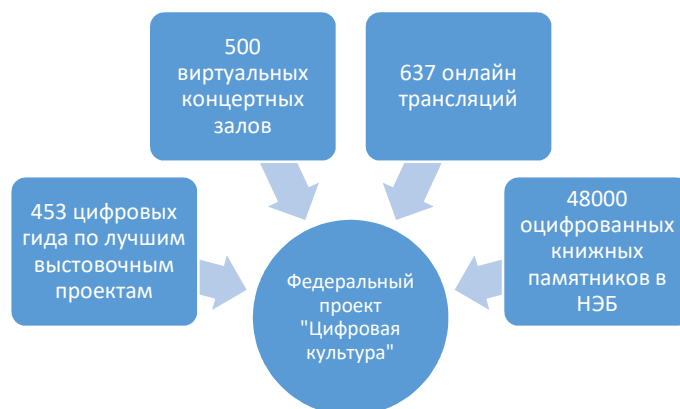 500
виртуальных
концертных
залов
637 онлайн
трансляций
453 цифровых
гида по лучшим
выстовочным
проектам
48000
оцифрованных
книжных
памятников в
НЭБ
Федеральный
проект
"Цифровая
культура"